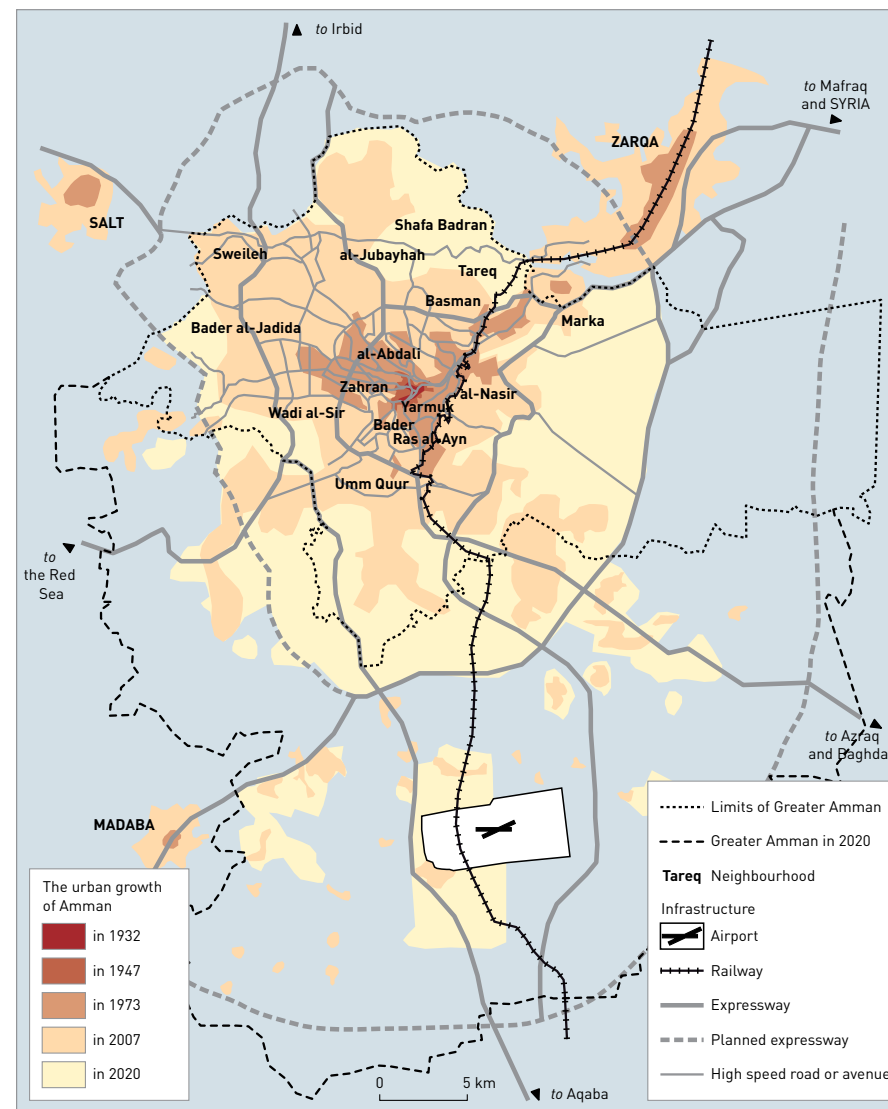 to Irbid
to Mafraq
and SYRIA
ZARQA
SALT
Shafa Badran
Sweileh
al-Jubayhah
Tareq
Basman
Marka
Bader al-Jadida
al-Abdali
Zahran
al-Nasir
Yarmuk
Wadi al-Sir
Bader
Ras al-Ayn
Umm Quur
to
the Red
Sea
to Azraq
and Baghda
MADABA
Limits of Greater Amman
Greater Amman in 2020
Tareq Neighbourhood
Infrastructure
Airport
Railway
Expressway
Planned expressway
High speed road or avenue
The urban growth
of Amman
in 1932
in 1947
in 1973
in 2007
in 2020
0 5 km
to Aqaba